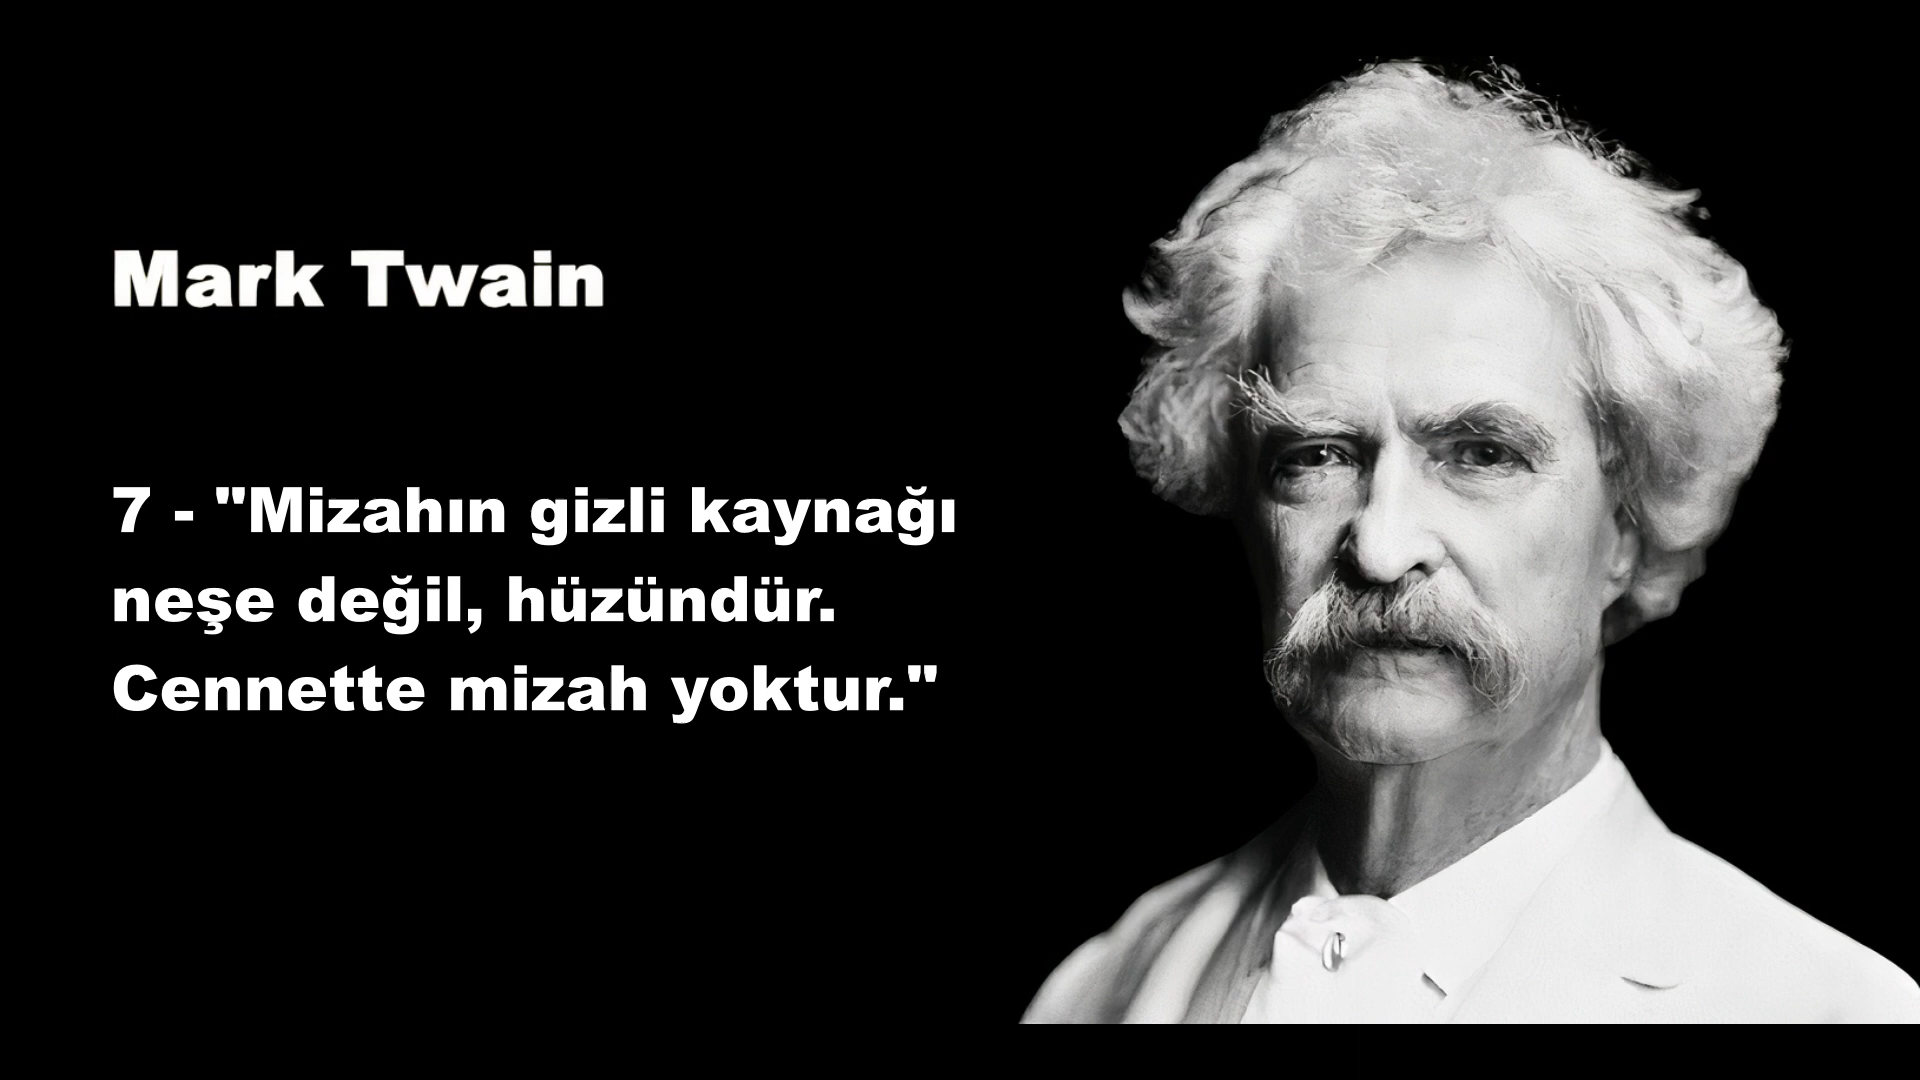 Mark Twain
7 - "Mizahın gizli kaynağı
neşe değil, hüzündür.
Cennette mizah yoktur."